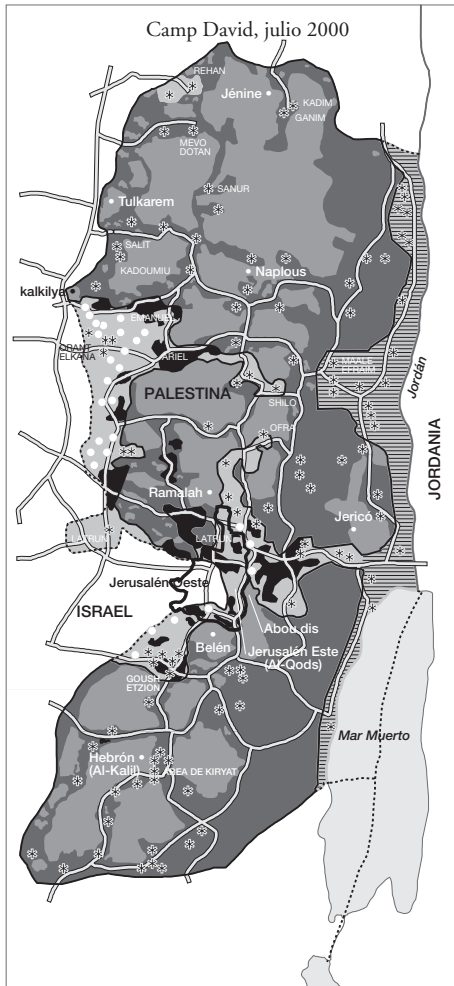 Camp David, julio 2000
REHAN
Jénine
KADIM
GANIM
MEVO
DOTAN
SANUR
Tulkarem
SALIT
KADOUMIU
Naplous
kalkilya
EMANUEL
ORANT
ELKANA
ARIEL
MAALE
EFRAIM
Jordán
PALESTINA
SHILO
OFRA
JORDANIA
Ramalah
Jericó
LATRUN
LATRUN
Jerusalén Oeste
ISRAEL
Abou dis
Belén
Jerusalén Este
(Al-Qods)
GOUSH
ETZION
Mar Muerto
Hebrón
(Al-Kalil)
AREA DE KIRYAT